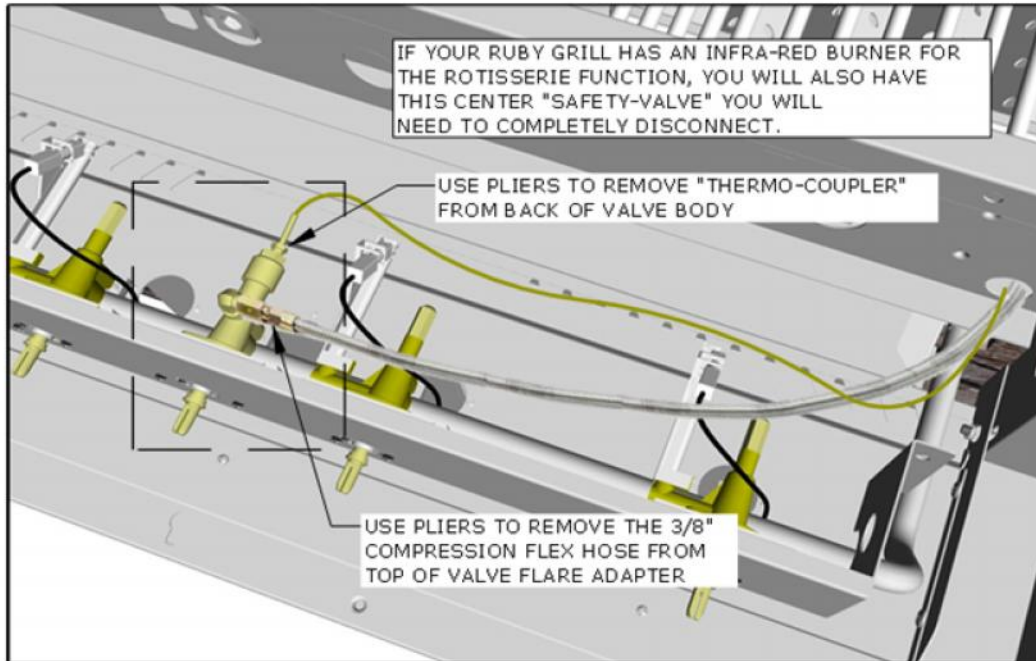 IF YOUR RUBY GRILL HAS AN INFRA-RED BURNER FOR
THE ROTISSERIE FUNCTION, YOU WILL ALSO HAVE
THIS CENTER "SAFETY-VALVE" YOU WILL
NEED TO COMPLETELY DISCONNECT.
USE PLIERS TO REMOVE "THERMO-COUPLER"
FROM BACK OF VALVE BODY
USE PLIERS TO REMOVE THE 3/8"
COMPRESSION FLEX HOSE FROM
TOP OF VALVE FLARE ADAPTER